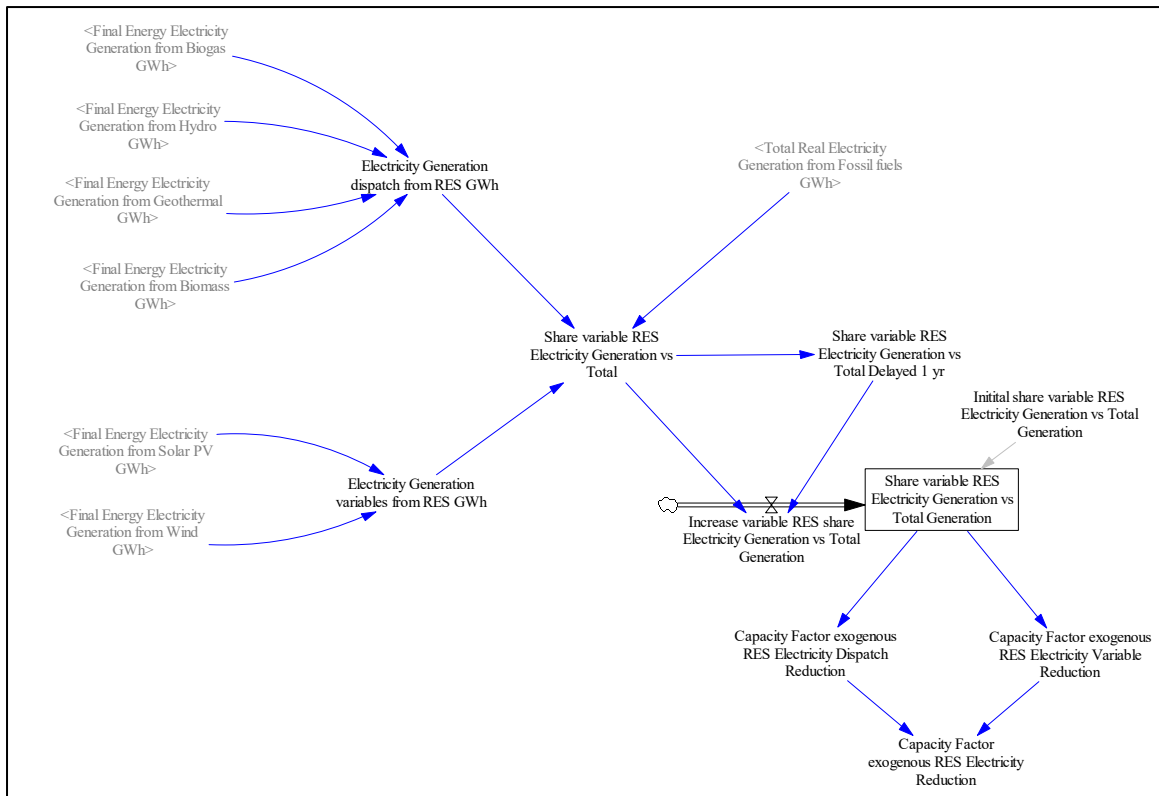 <Final Energy Electricity
Generation from Biogas
GWh>
<Final Energy Electricity
Generation from Hydro
GWh>
<Final Energy Electricity
Generation from Geothermal
GWh>
<Final Energy Electricity
Generation from Biomass
GWh>
Electricity Generation
dispatch from RES GWh
<Total Real Electricity
Generation from Fossil fuels
GWh>
Share variable RES
Electricity Generation vs
Total
Share variable RES
Electricity Generation vs
Total Delayed 1 yr
Initital share variable RES
Electricity Generation vs Total
Generation
<Final Energy Electricity
Generation from Solar PV
GWh>
<Final Energy Electricity
Generation from Wind
GWh>
Electricity Generation
variables from RES GWh
Increase variable RES share
Electricity Generation vs Total
Generation
Share variable RES
Electricity Generation vs
Total Generation
Capacity Factor exogenous
RES Electricity Dispatch
Reduction
Capacity Factor exogenous
RES Electricity Variable
Reduction
Capacity Factor
exogenous RES Electricity
Reduction